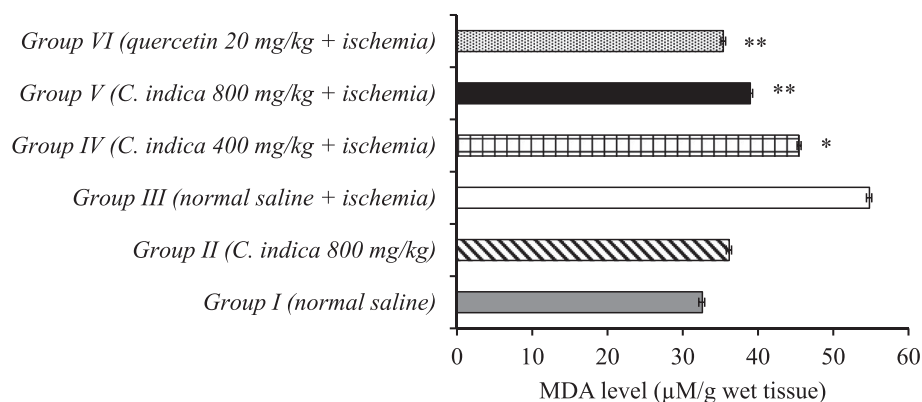 Group VI (quercetin 20 mg/kg + ischemia)
**
Group V (C. indica 800 mg/kg + ischemia)
**
Group IV (C. indica 400 mg/kg + ischemia)
*
Group III (normal saline + ischemia)
Group II (C. indica 800 mg/kg)
Group I (normal saline)
0 10 20 30 40 50 60
MDA level (µM/g wet tissue)